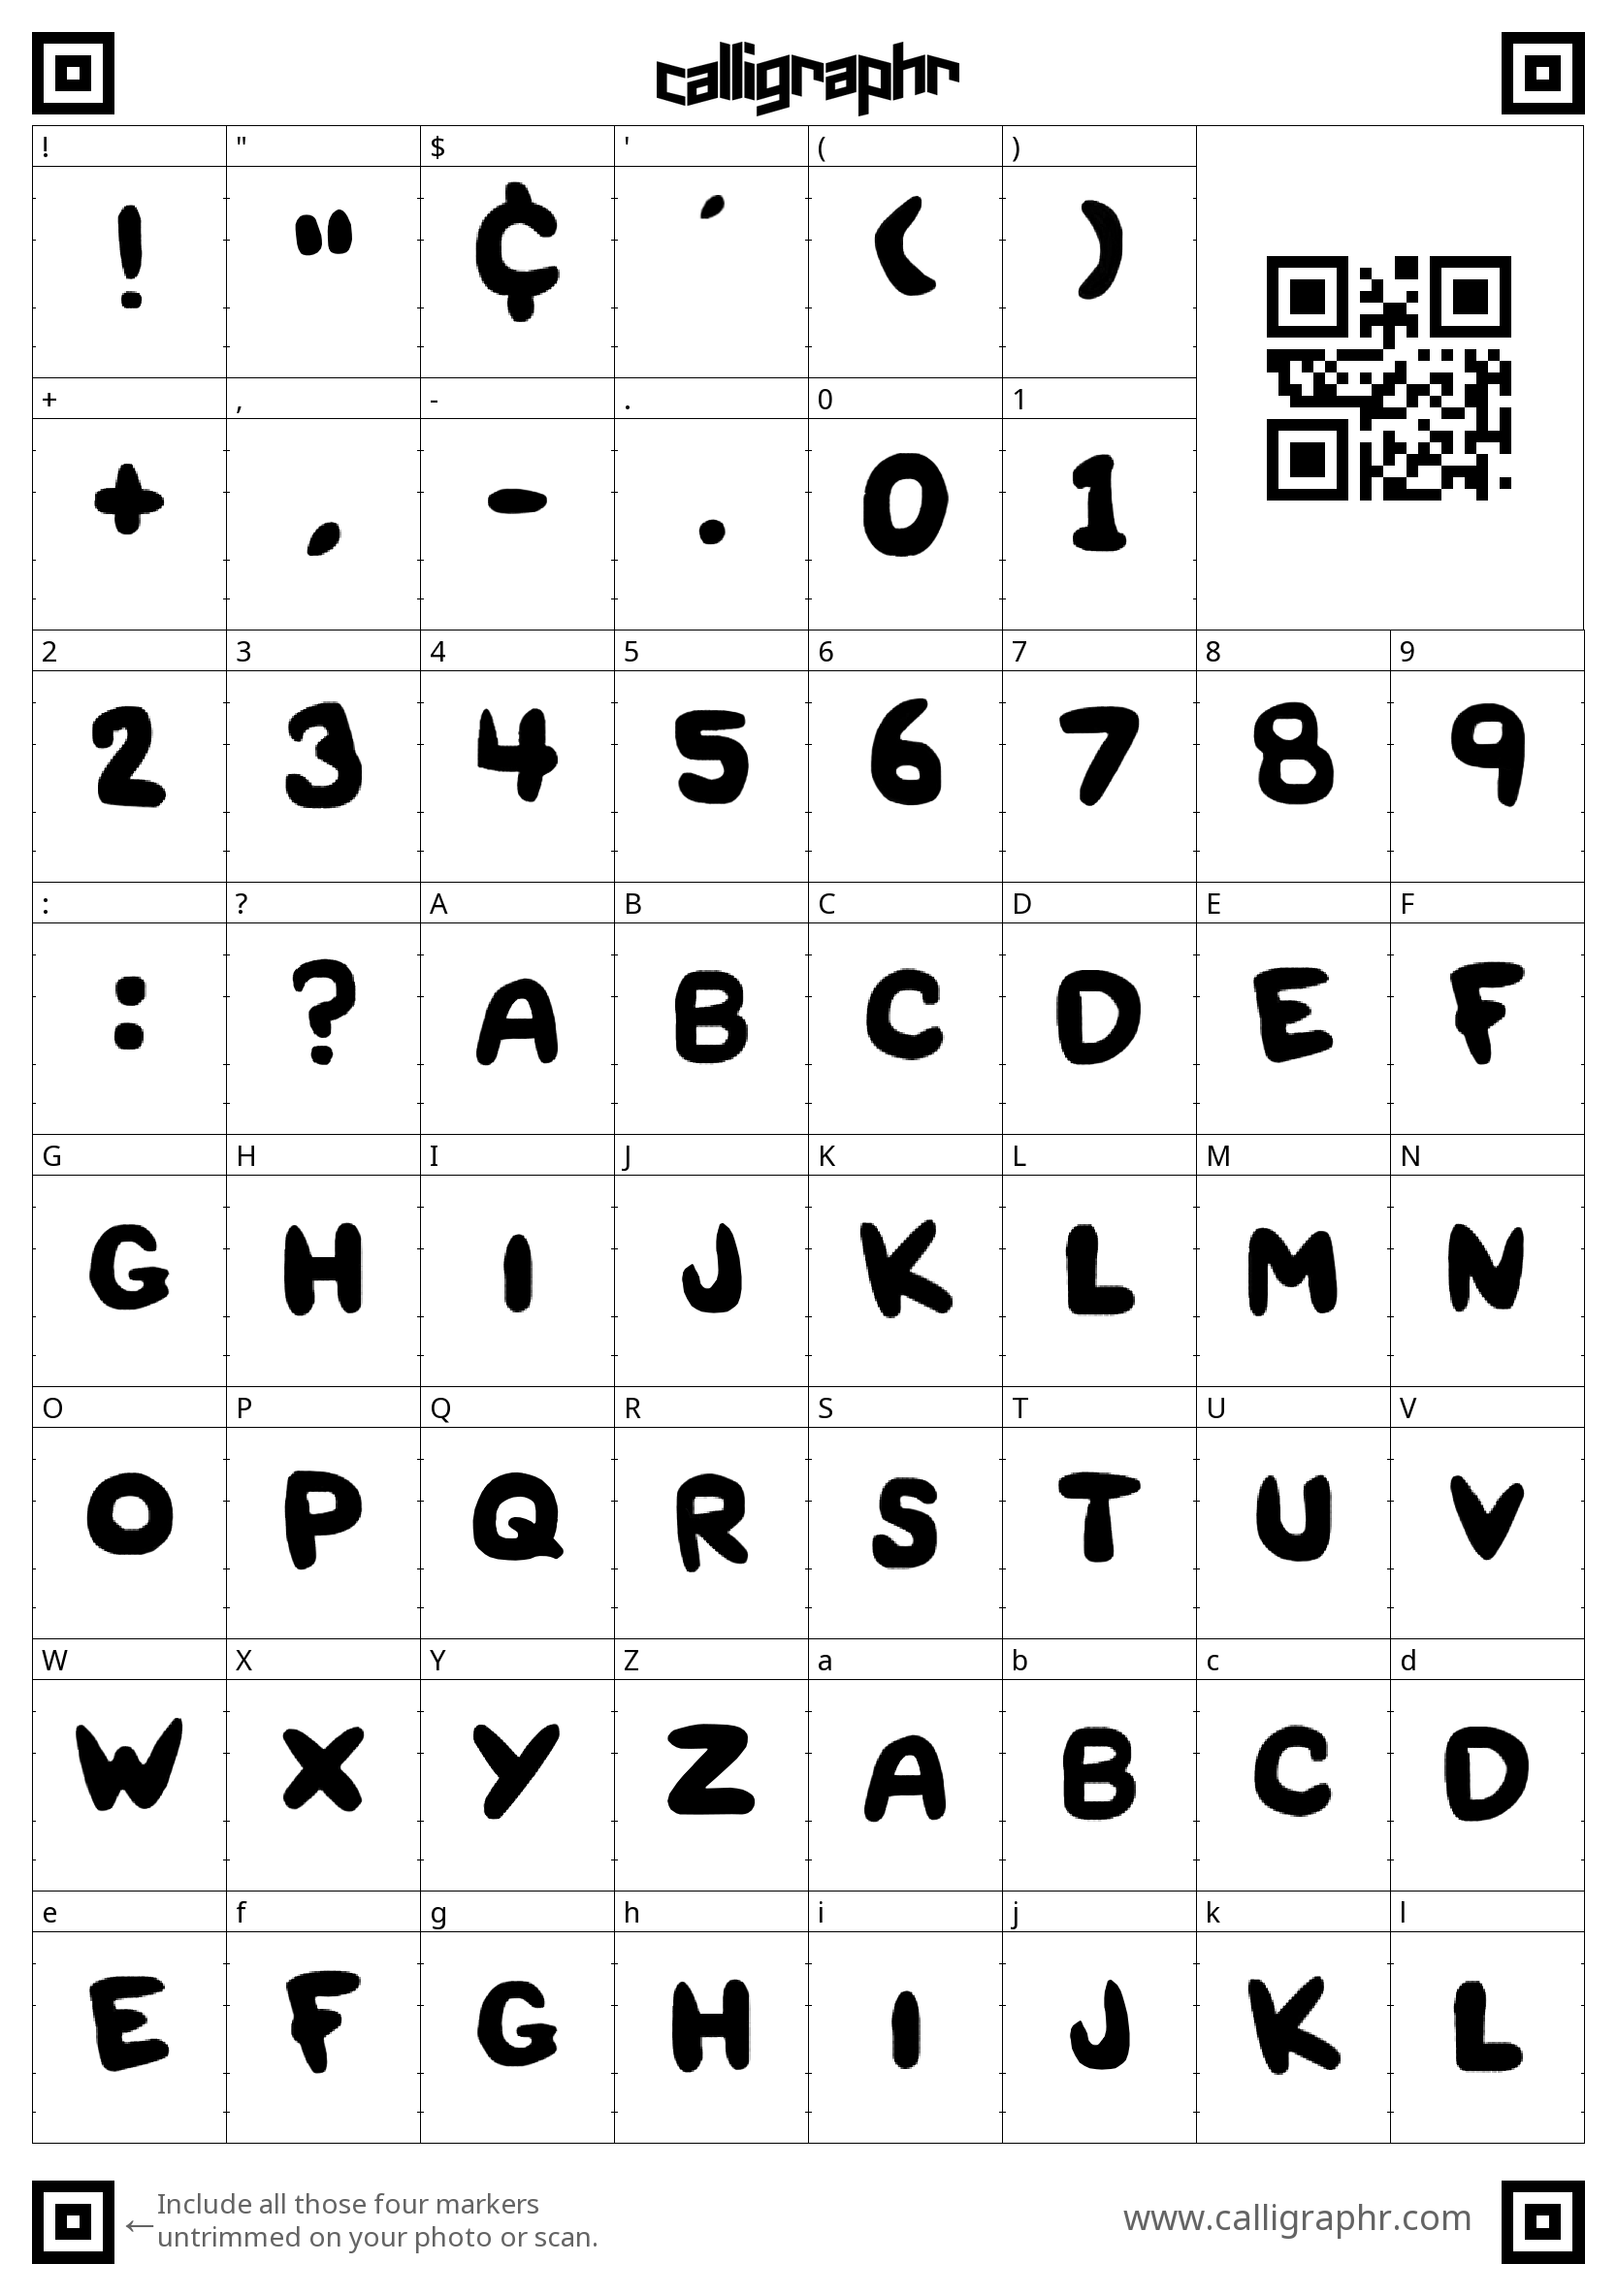 calligraphr
! " $ ' ( )
! " ¢ ' ( )
+ , - . 0 1
+ , - . 0 1
2 3 4 5 6 7 8 9
2 3 4 5 6 7 8 9
: ? A B C D E F
: ? A B C D E F
G H I J K L M N
G H I J K L M N
O P Q R S T U V
O P Q R S T U V
W X Y Z a b c d
W X Y Z A B C D
e f g h i j k l
E F G H I J K L
←Include all those four markers
untrimmed on your photo or scan.
www.calligraphr.com